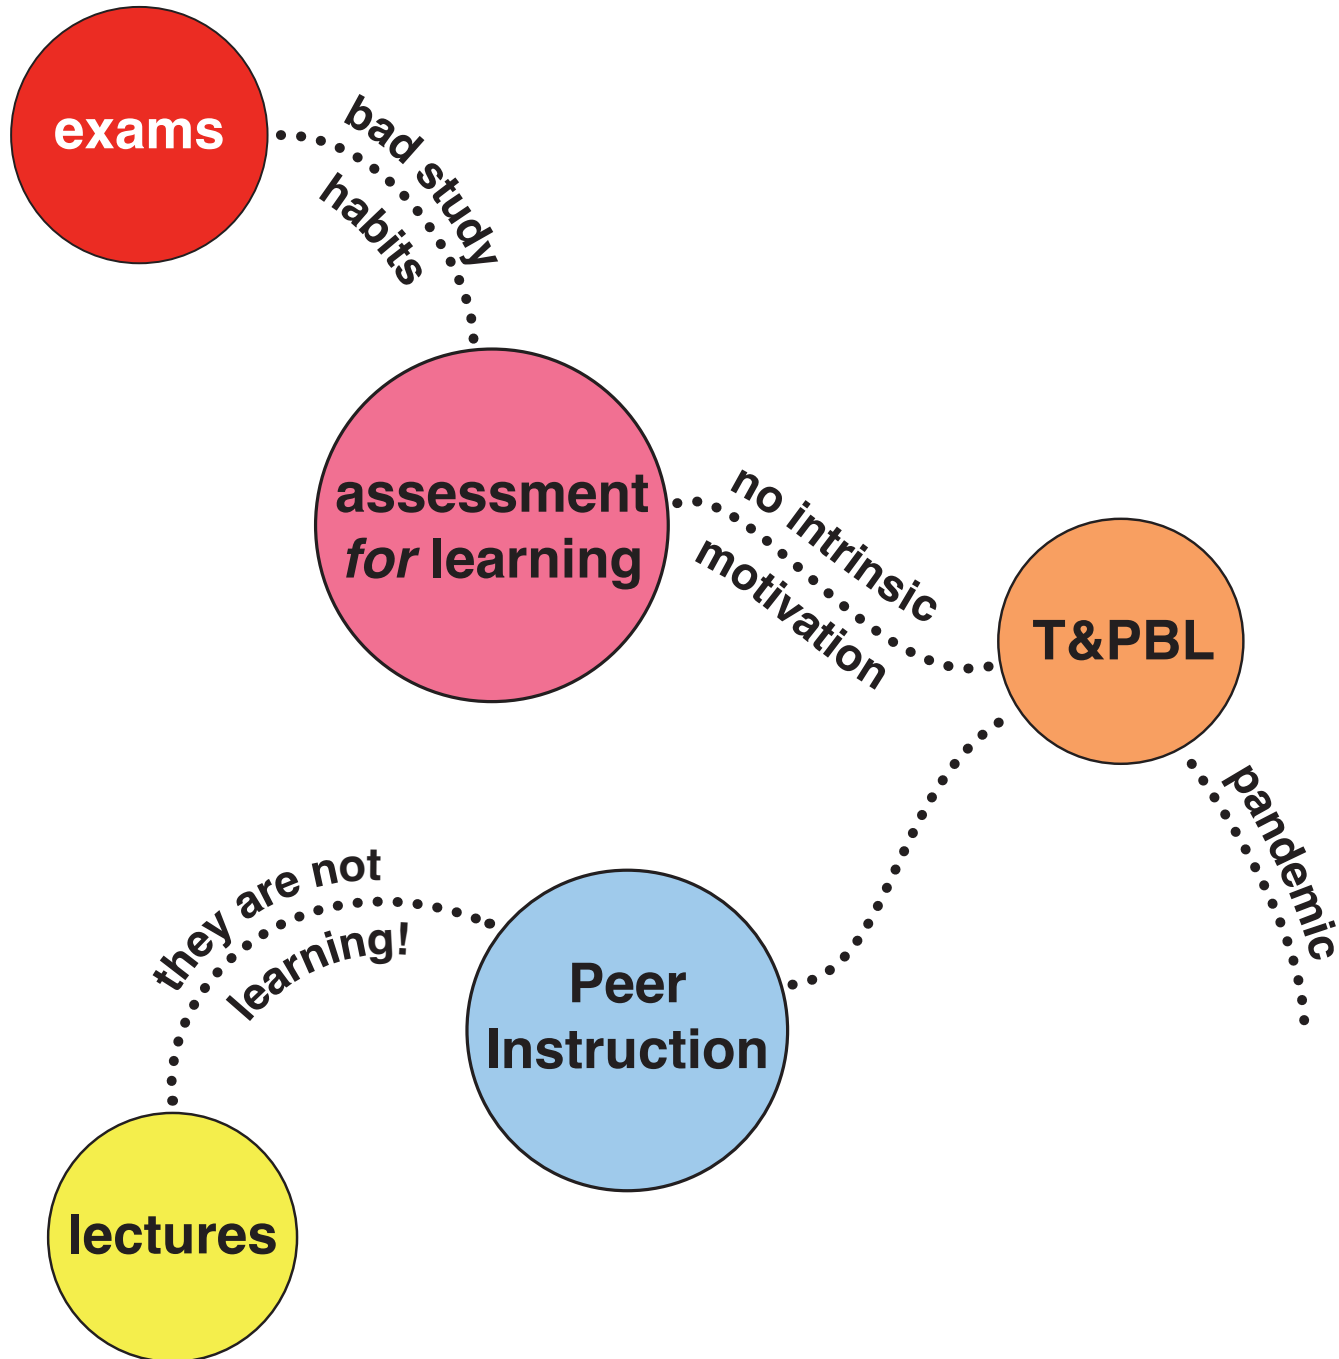 exams
bad study
habits
assessment
for learning
no intrinsic
motivation
T&PBL
pandemic
they are not
learning!
Peer
Instruction
lectures